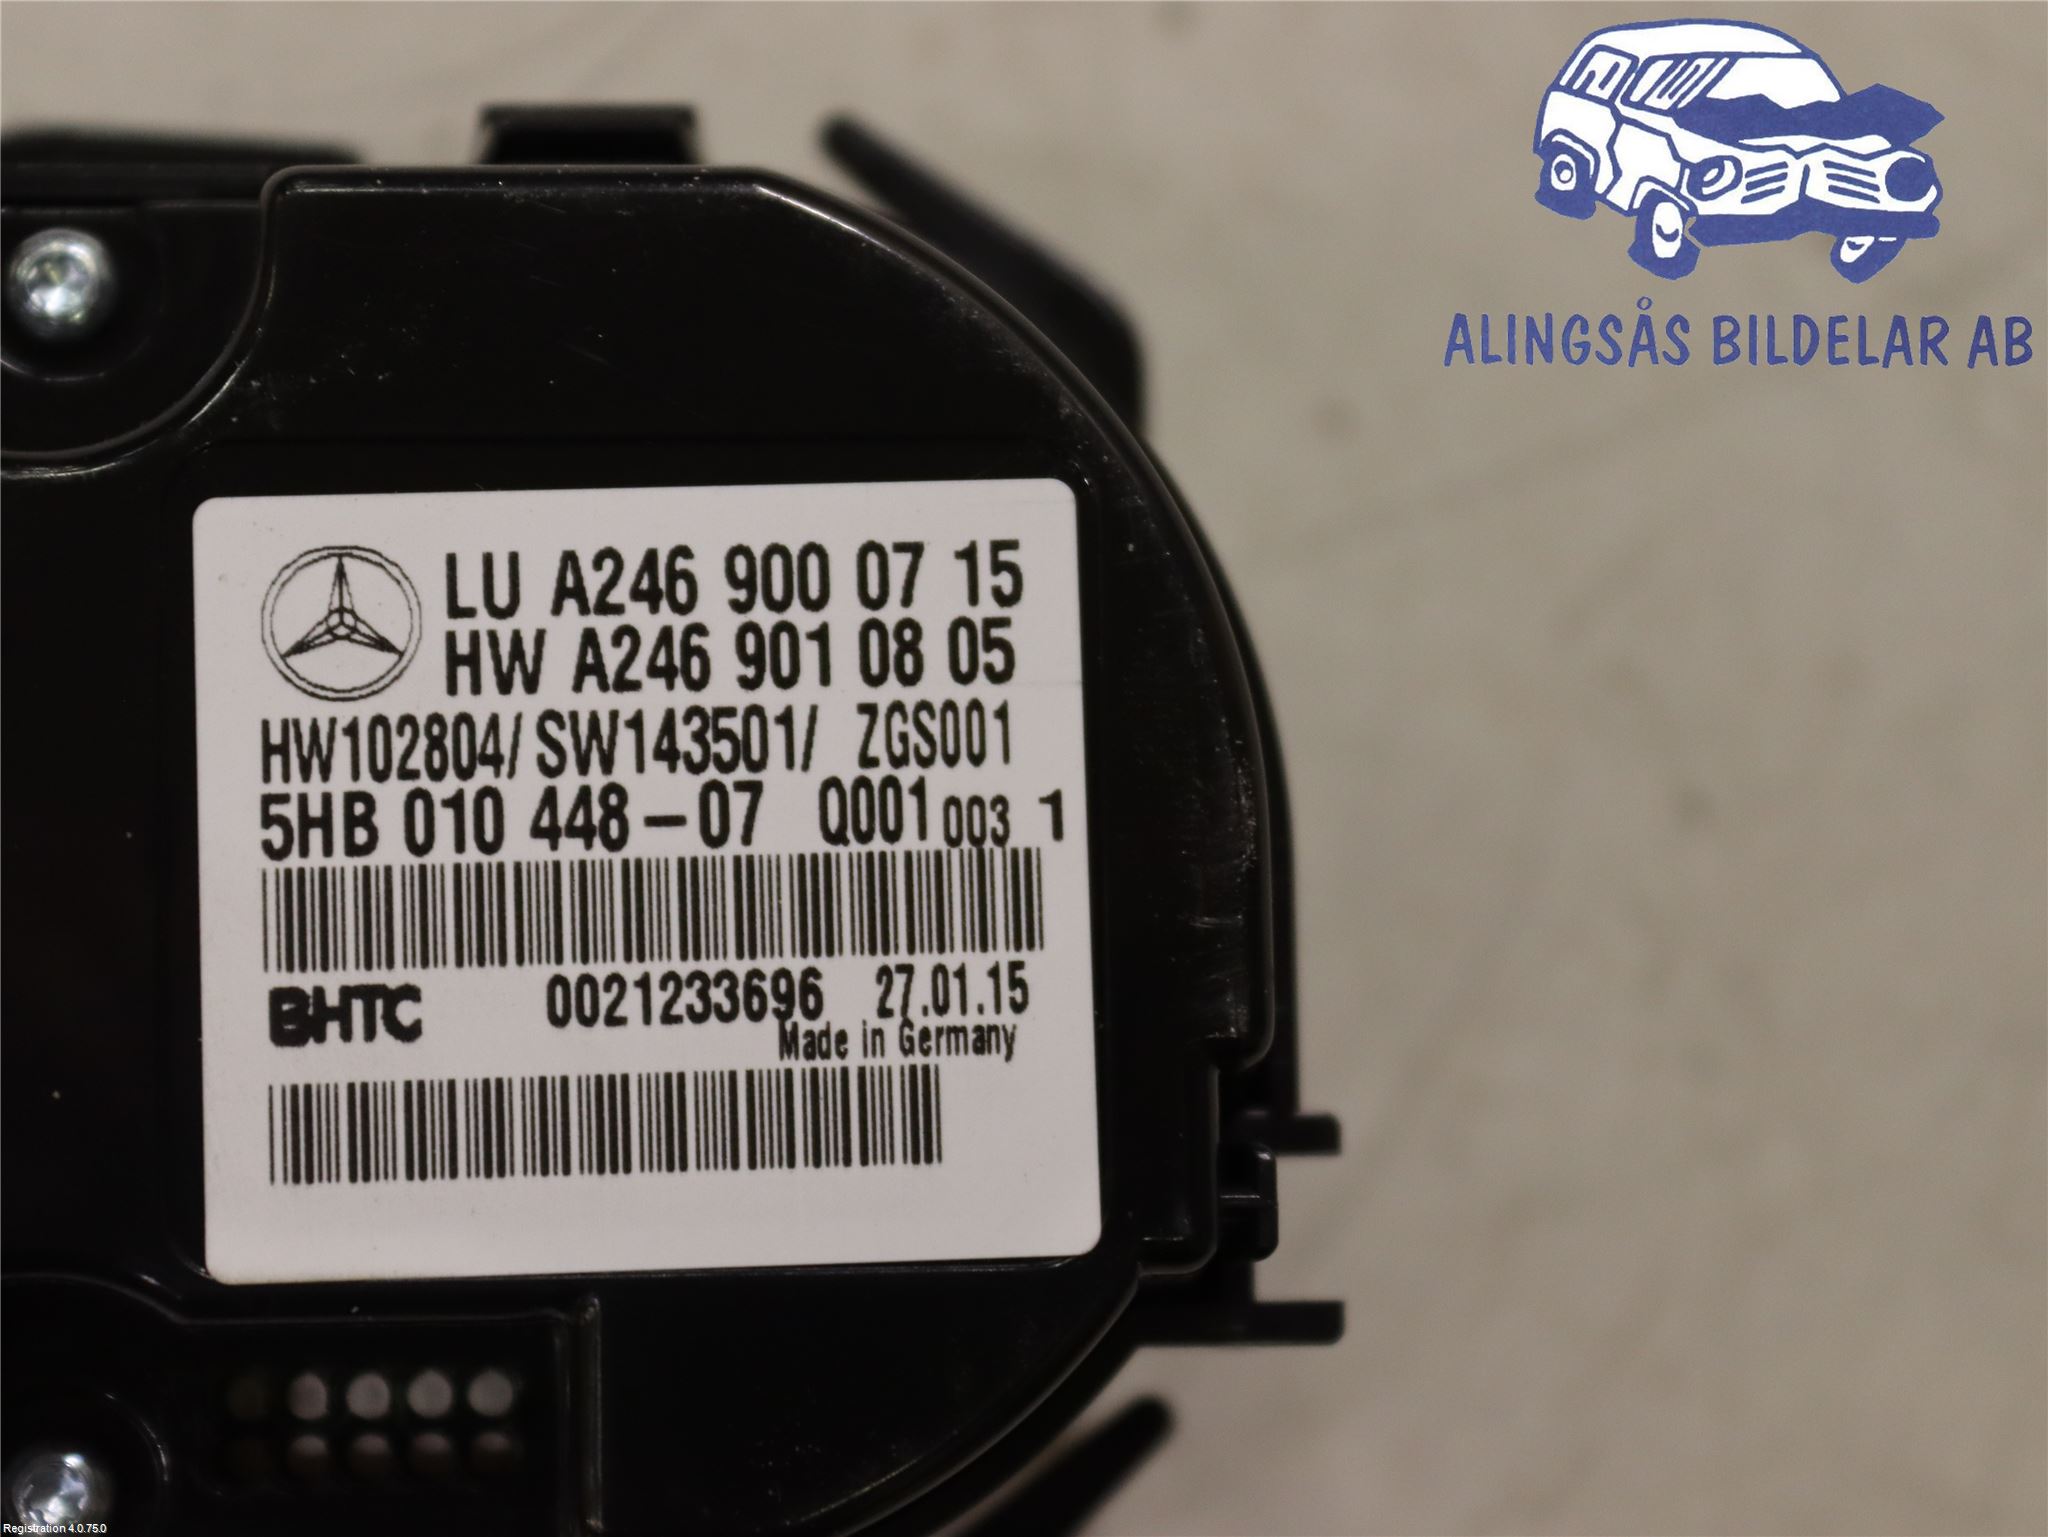 ALINGSÅS BILDELAR AB
LU A246 900 07 15
HW A246 901 08 05
HW102804/ SW143501/ ZGS001
5HB 010 448-07 Q001 003 1
BHTC 0021233696 27.01.15
Made in Germany
Registration 4.0.75.0